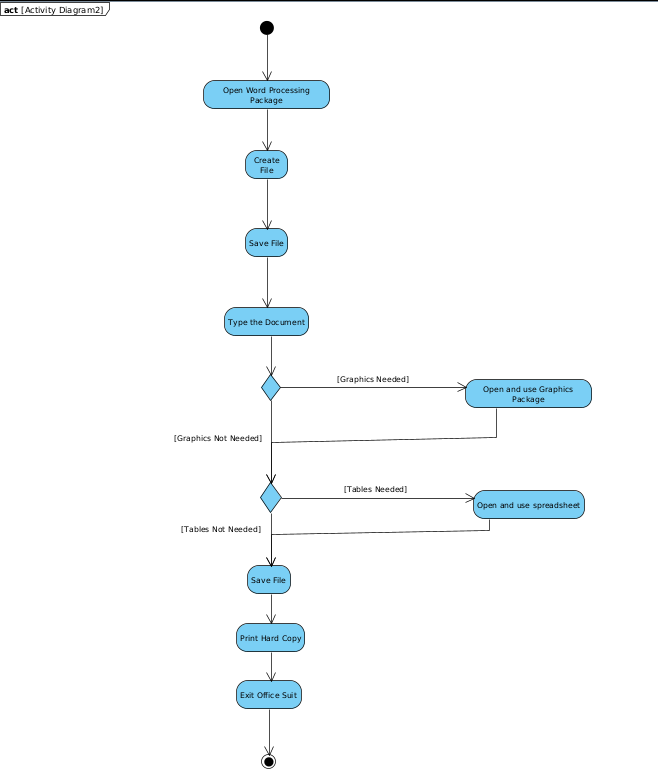 act [Activity Diagram2]
Open Word Processing
Package
Create
File
Save File
Type the Document
[Graphics Needed]
Open and use Graphics
Package
[Graphics Not Needed]
[Tables Needed]
Open and use spreadsheet
[Tables Not Needed]
Save File
Print Hard Copy
Exit Office Suit